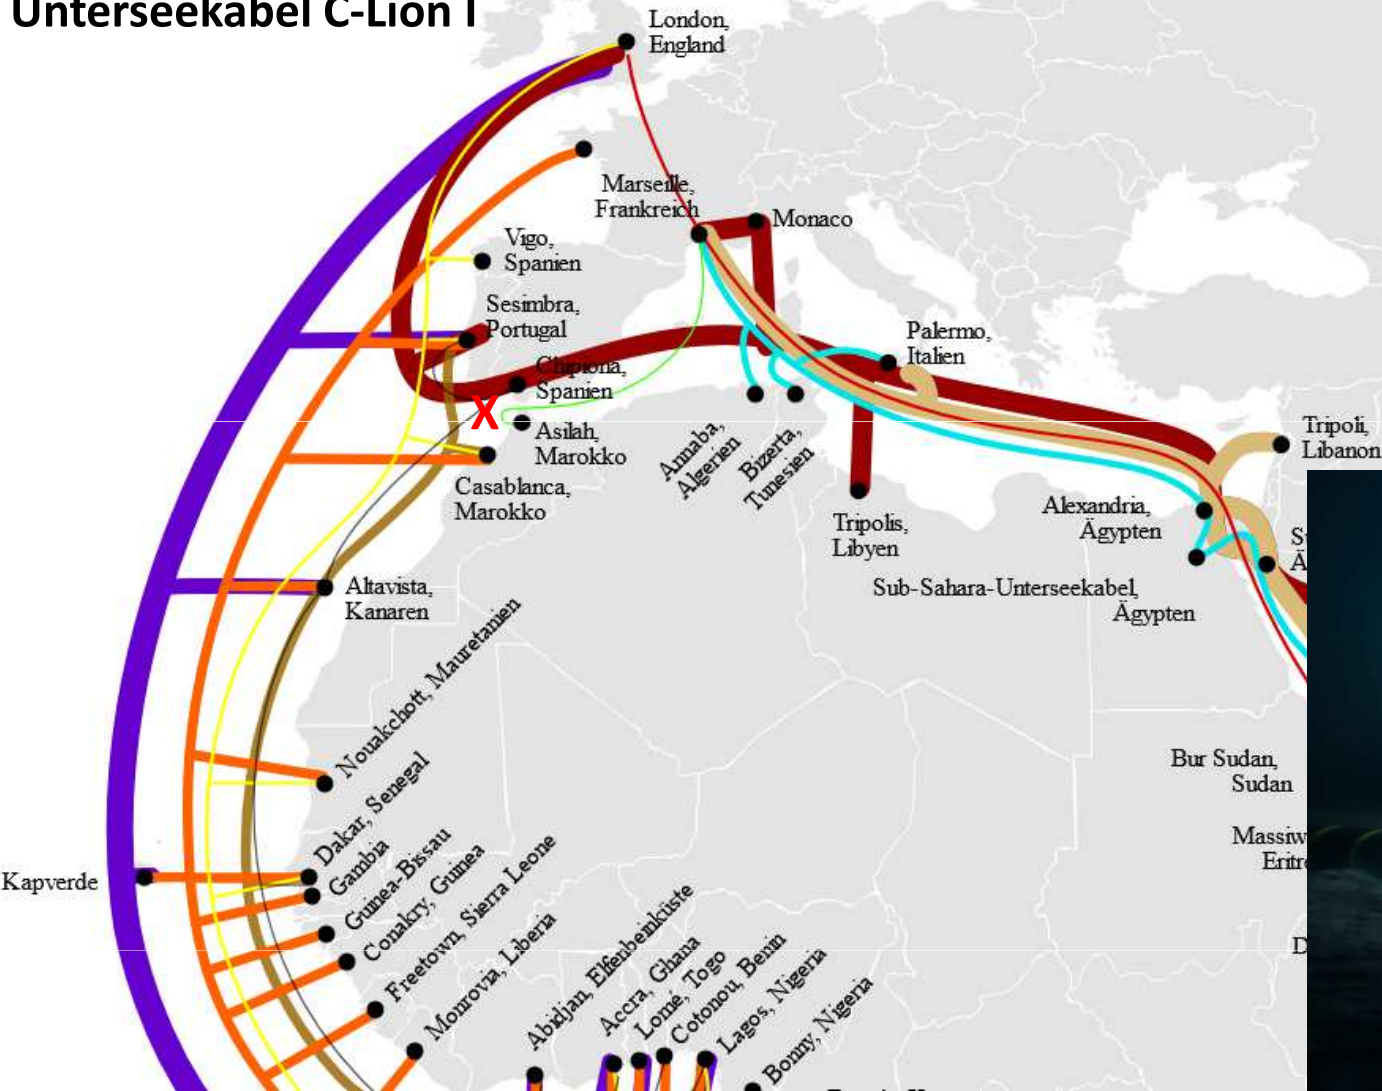 Unterseekabel C-Lion I
London,
England
Marseille,
Frankreich
Monaco
Vigo,
Spanien
Sesimbra,
Portugal
Palermo,
Italien
Chipiona,
Spanien
X
Asilah,
Marokko
Annaba,
Algerien
Bizerta,
Tunesien
Tripoli,
Libanon
Casablanca,
Marokko
Tripolis,
Libyen
Alexandria,
Ägypten
Sub-Sahara-Unterseekabel,
Ägypten
Altavista,
Kanaren
Nouakchott, Mauretanien
Bur Sudan,
Sudan
Dakar, Senegal
Gambia
Guinea-Bissau
Conakry, Guinea
Freetown, Sierra Leone
Monrovia, Liberia
Kapverde
Massiw
Eritr
Abidjan, Elfenbeinküste
Accra, Ghana
Lome, Togo
Cotonou, Benin
Lagos, Nigeria
Bonny, Nigeria